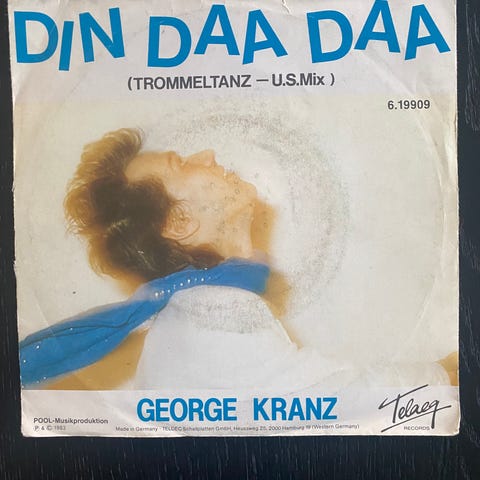 DIN DAA DAA
(TROMMELTANZ – U.S.Mix )
6.19909
GEORGE KRANZ
POOL-Musikproduktion
P & © 1983
Made in Germany · TELDEC Schallplatten GmbH, Heussweg 25, 2000 Hamburg 19 (Western Germany)
Teldec
RECORDS